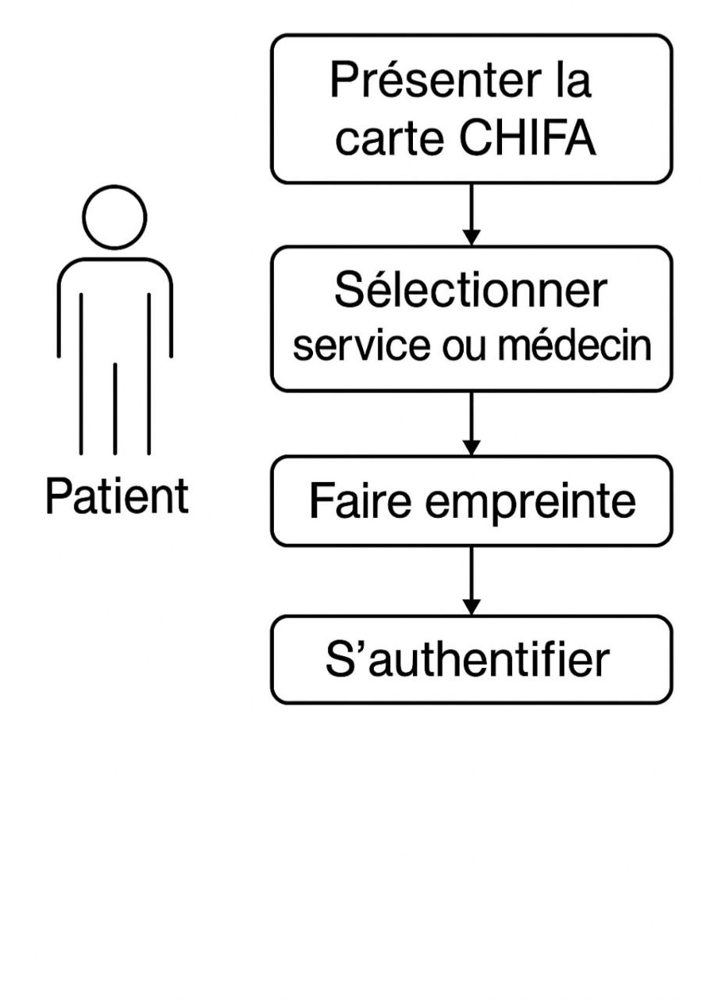 Présenter la
carte CHIFA
Sélectionner
service ou médecin
Faire empreinte
S’authentifier
Patient